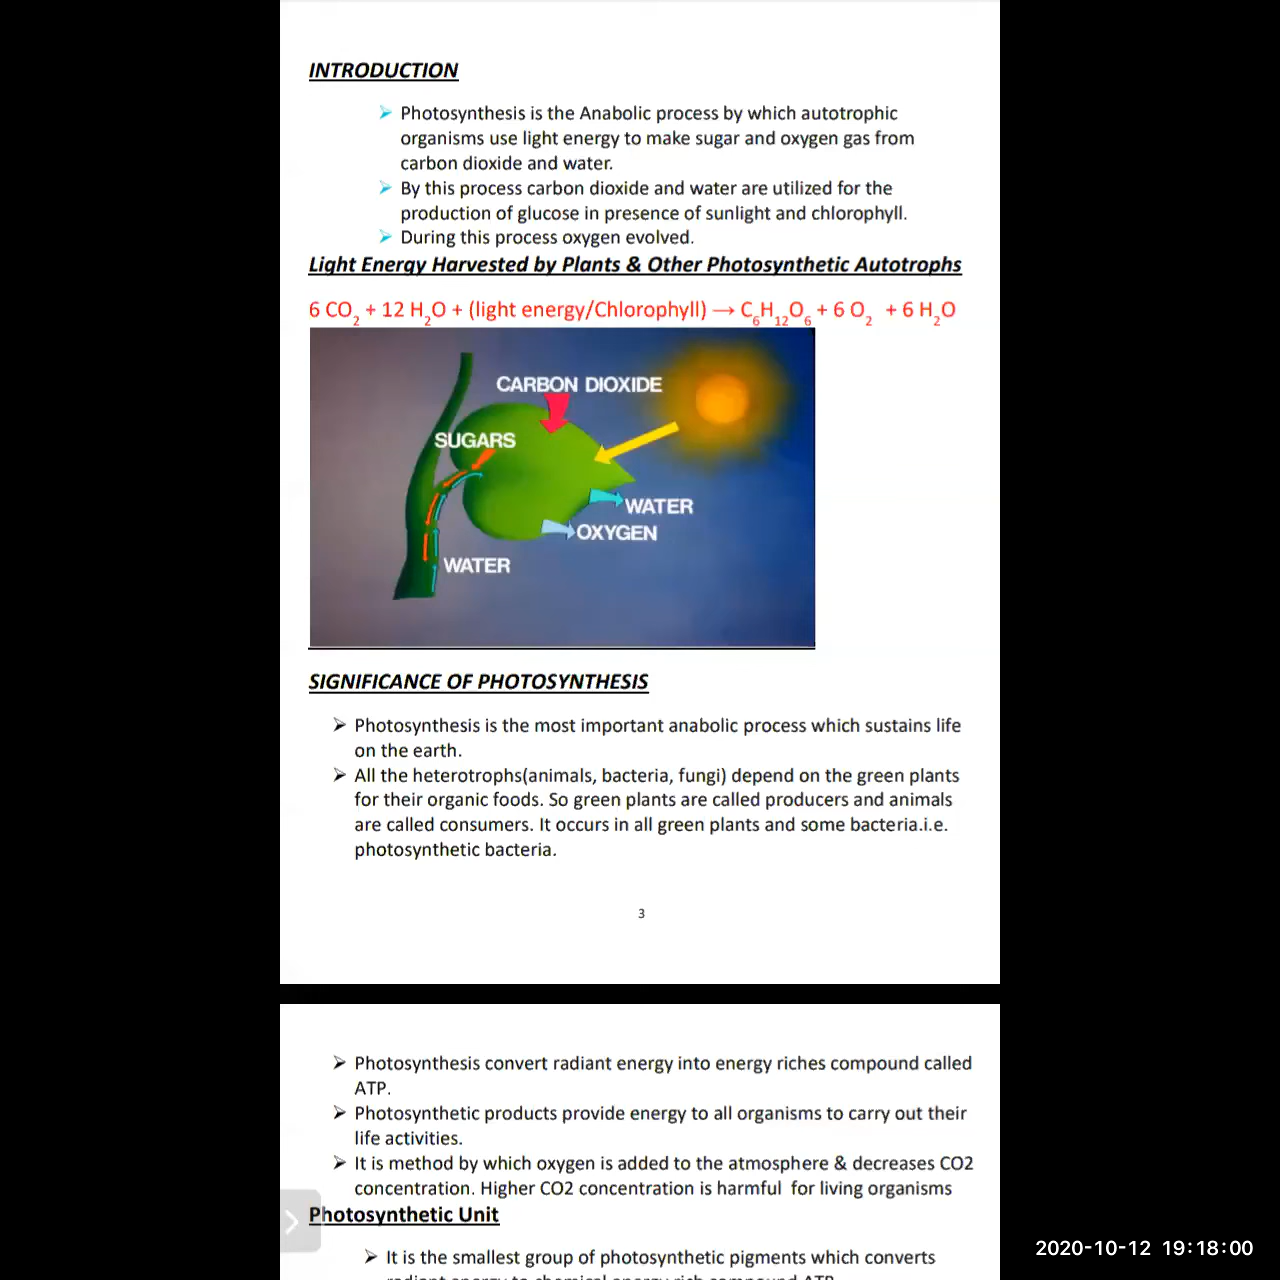 INTRODUCTION
➢ Photosynthesis is the Anabolic process by which autotrophic
organisms use light energy to make sugar and oxygen gas from
carbon dioxide and water.
➢ By this process carbon dioxide and water are utilized for the
production of glucose in presence of sunlight and chlorophyll.
➢ During this process oxygen evolved.
Light Energy Harvested by Plants & Other Photosynthetic Autotrophs
6 CO₂ + 12 H₂O + (light energy/Chlorophyll) → C₆H₁₂O₆ + 6 O₂ + 6 H₂O
CARBON DIOXIDE
SUGARS
WATER
OXYGEN
WATER
SIGNIFICANCE OF PHOTOSYNTHESIS
➢ Photosynthesis is the most important anabolic process which sustains life
on the earth.
➢ All the heterotrophs(animals, bacteria, fungi) depend on the green plants
for their organic foods. So green plants are called producers and animals
are called consumers. It occurs in all green plants and some bacteria.i.e.
photosynthetic bacteria.
3
➢ Photosynthesis convert radiant energy into energy riches compound called
ATP.
➢ Photosynthetic products provide energy to all organisms to carry out their
life activities.
➢ It is method by which oxygen is added to the atmosphere & decreases CO2
concentration. Higher CO2 concentration is harmful for living organisms
Photosynthetic Unit
➢ It is the smallest group of photosynthetic pigments which converts
2020-10-12 19:18:00